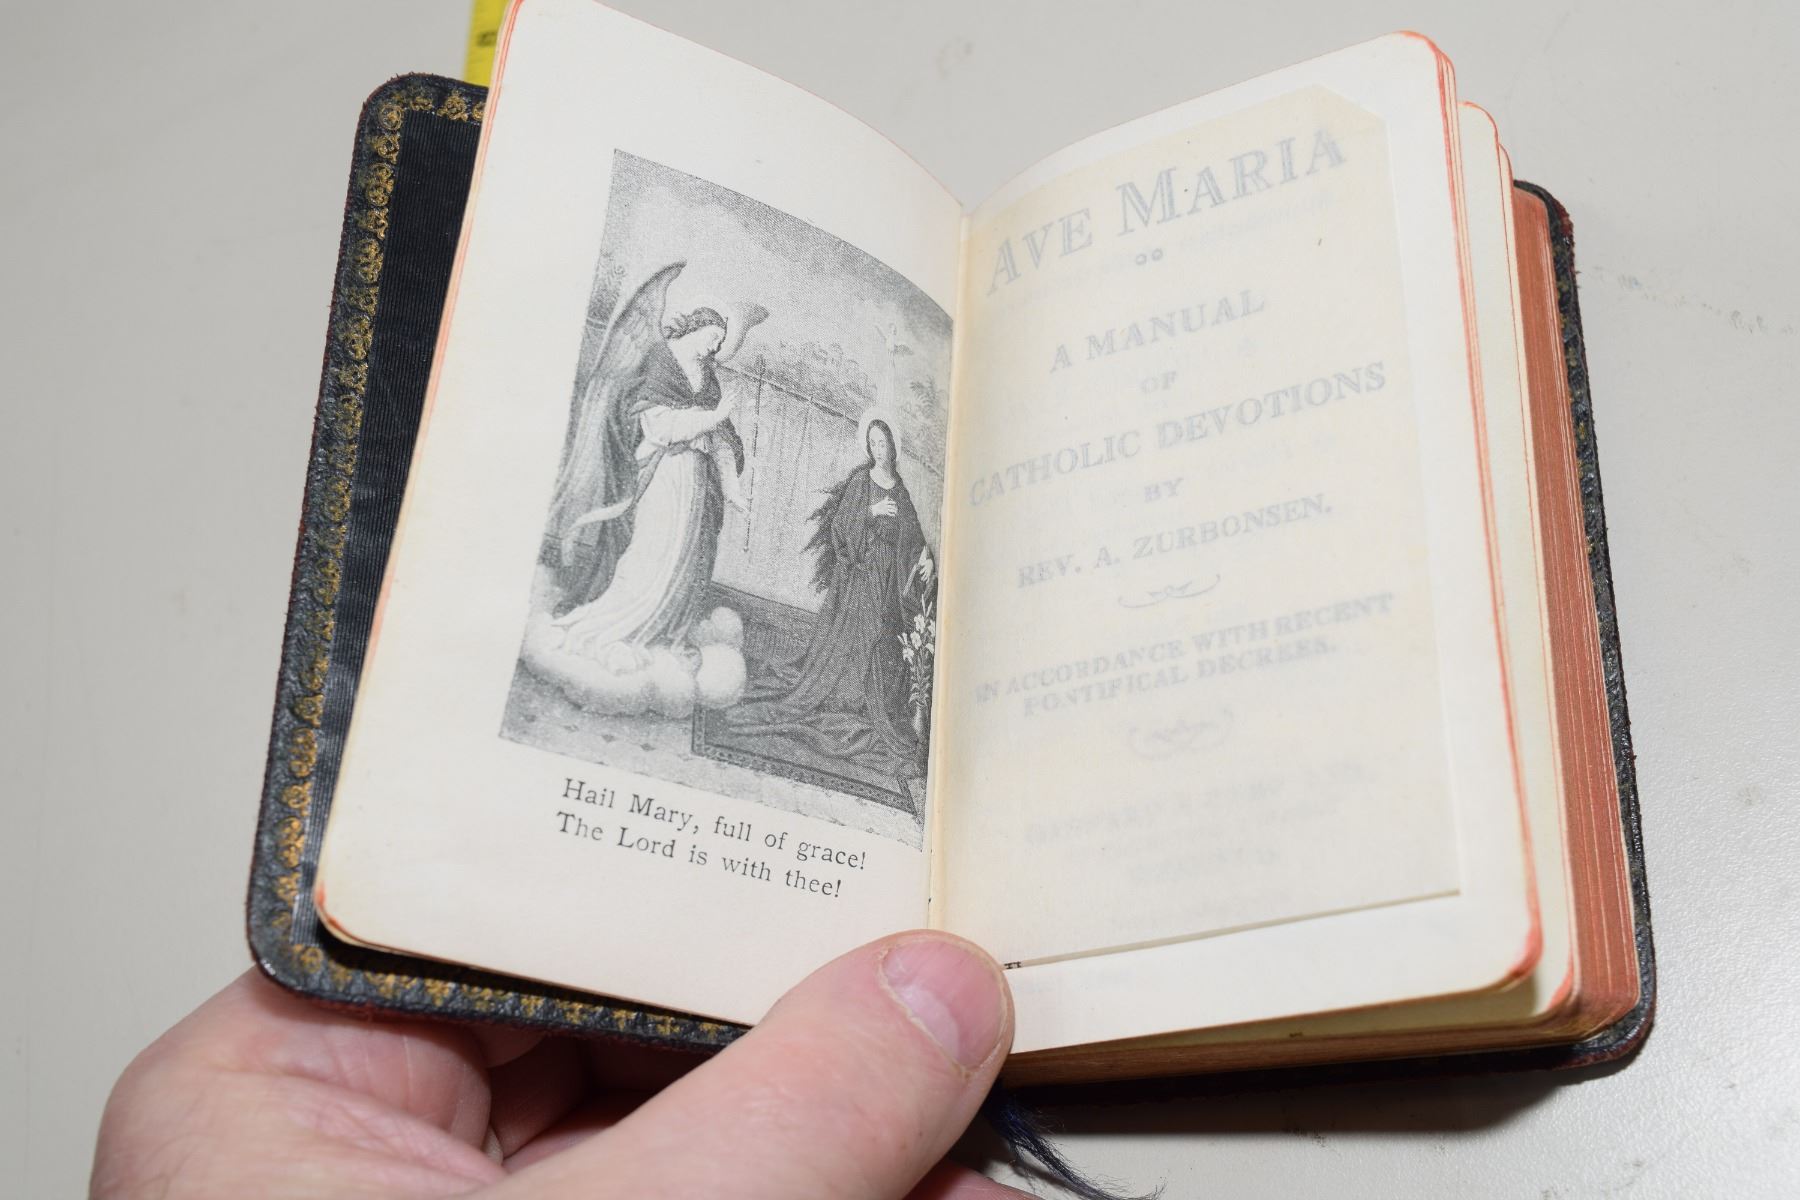 Hail Mary, full of grace!
The Lord is with thee!
AVE MARIA
A MANUAL
OF
CATHOLIC DEVOTIONS
BY
REV. A. ZURBONSEN.
IN ACCORDANCE WITH RECENT
PONTIFICAL DECREES.